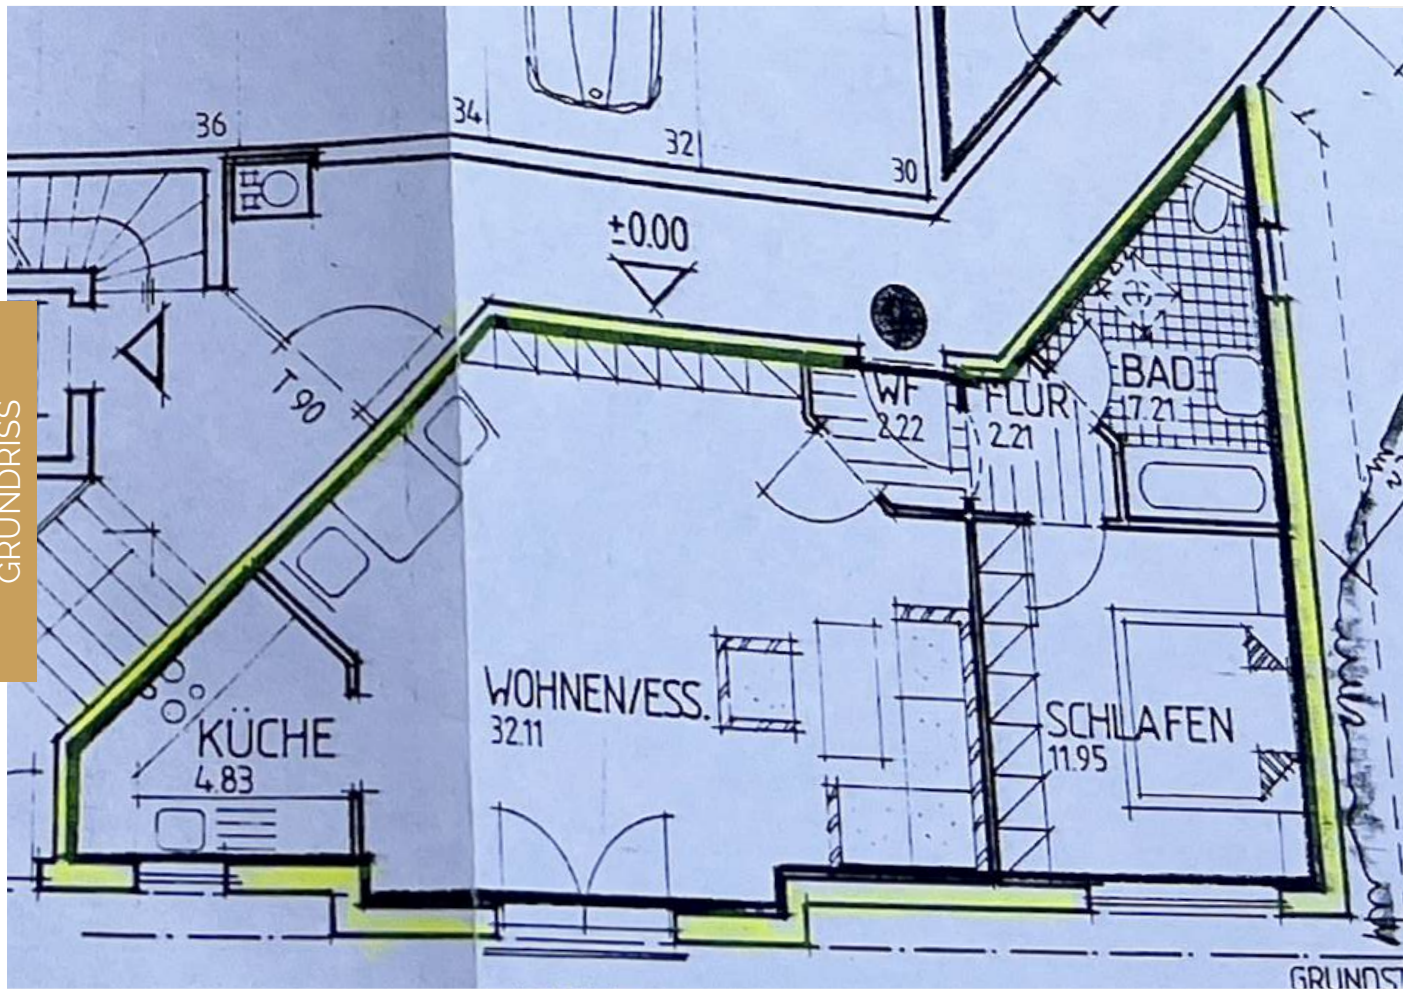 36
34
32
30
±0.00
T 90
WF
2.22
FLUR
2.21
BAD
17.21
GRUNDRISS
WOHNEN/ESS.
32.11
KÜCHE
4.83
SCHLAFEN
11.95
GRUNDST